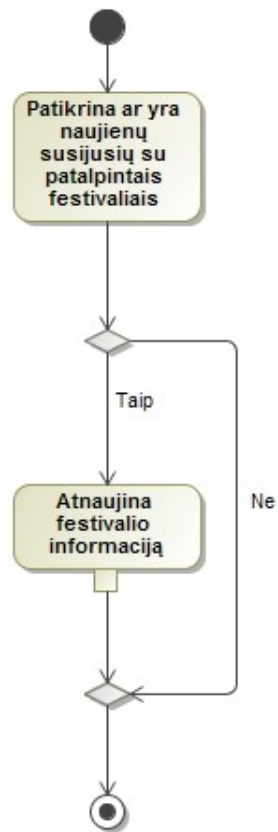 Patikrina ar yra
naujienų
susijusių su
patalpintais
festivaliais
Taip
Ne
Atnaujina
festivalio
informaciją